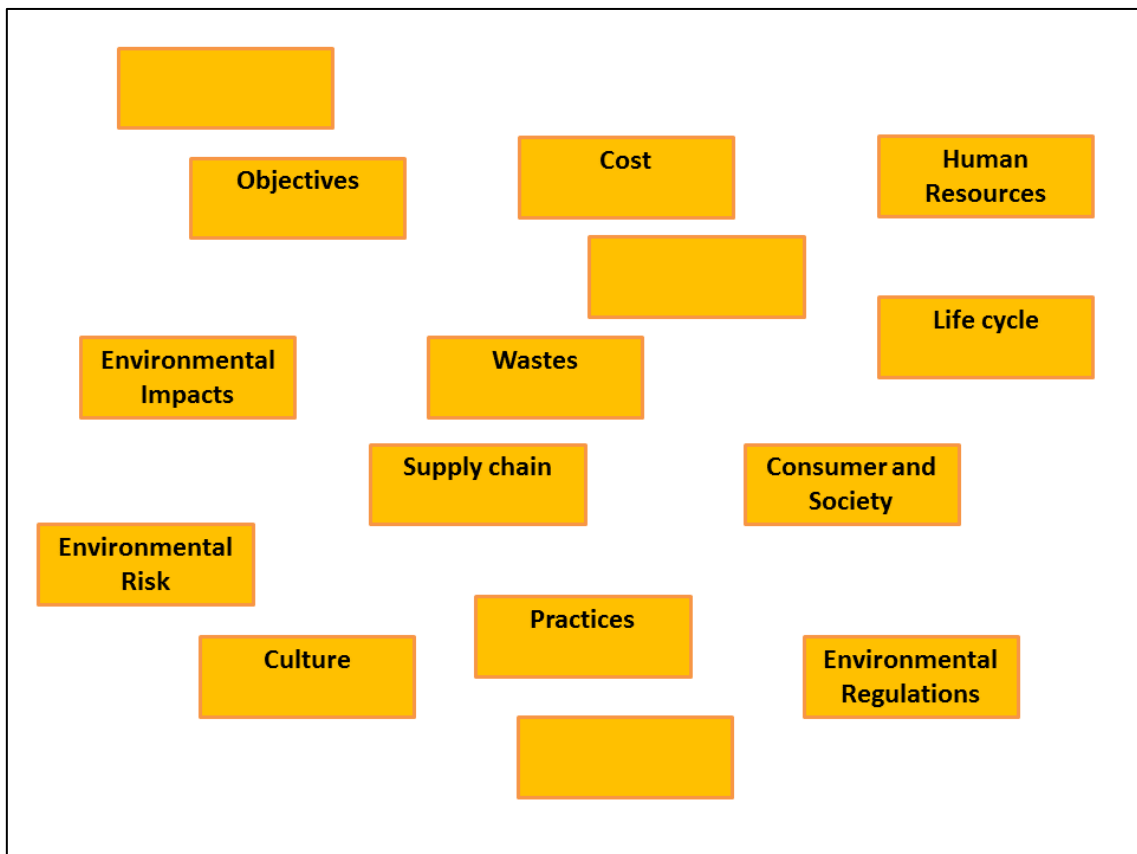 Cost
Human
Resources
Objectives
Life cycle
Environmental
Impacts
Wastes
Supply chain
Consumer and
Society
Environmental
Risk
Practices
Culture
Environmental
Regulations